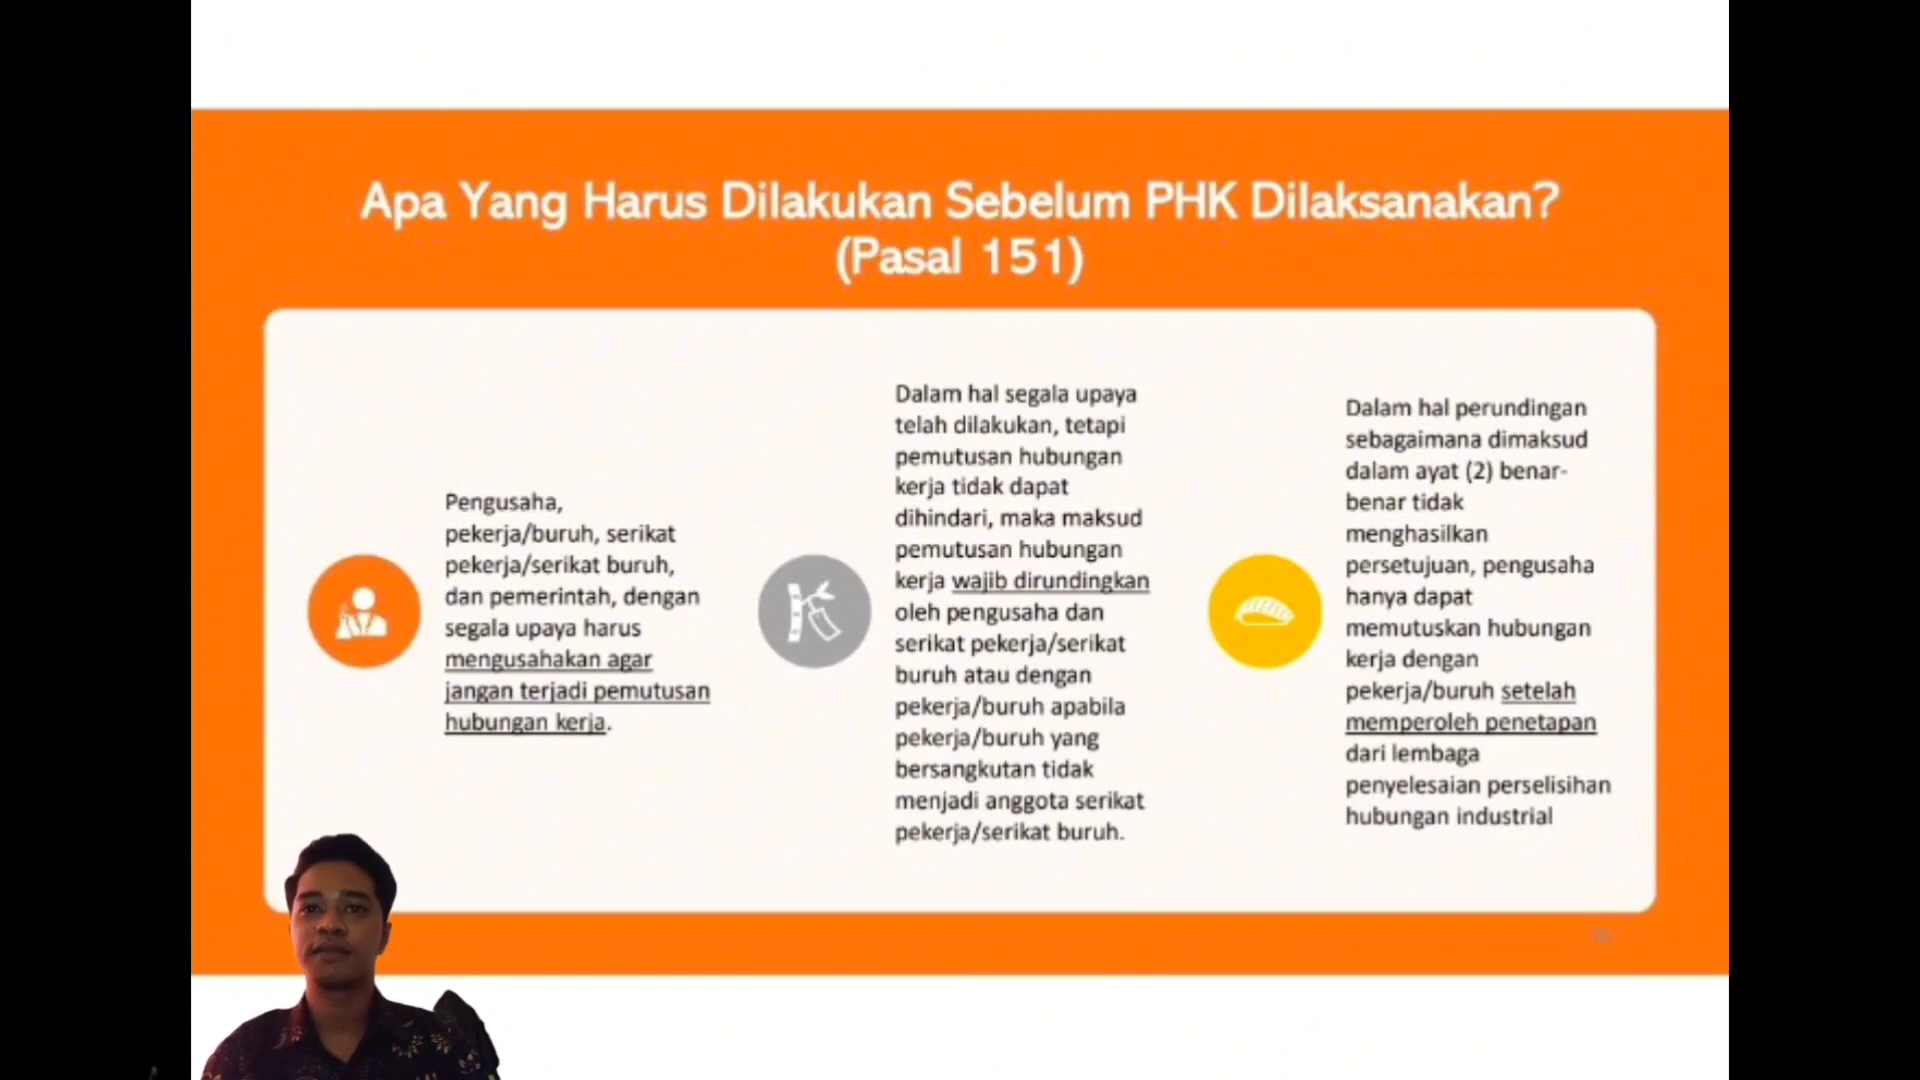 Apa Yang Harus Dilakukan Sebelum PHK Dilaksanakan?
(Pasal 151)
Pengusaha,
pekerja/buruh, serikat
pekerja/serikat buruh,
dan pemerintah, dengan
segala upaya harus
mengusahakan agar
jangan terjadi pemutusan
hubungan kerja.
Dalam hal segala upaya
telah dilakukan, tetapi
pemutusan hubungan
kerja tidak dapat
dihindari, maka maksud
pemutusan hubungan
kerja wajib dirundingkan
oleh pengusaha dan
serikat pekerja/serikat
buruh atau dengan
pekerja/buruh apabila
pekerja/buruh yang
bersangkutan tidak
menjadi anggota serikat
pekerja/serikat buruh.
Dalam hal perundingan
sebagaimana dimaksud
dalam ayat (2) benar-
benar tidak
menghasilkan
persetujuan, pengusaha
hanya dapat
memutuskan hubungan
kerja dengan
pekerja/buruh setelah
memperoleh penetapan
dari lembaga
penyelesaian perselisihan
hubungan industrial